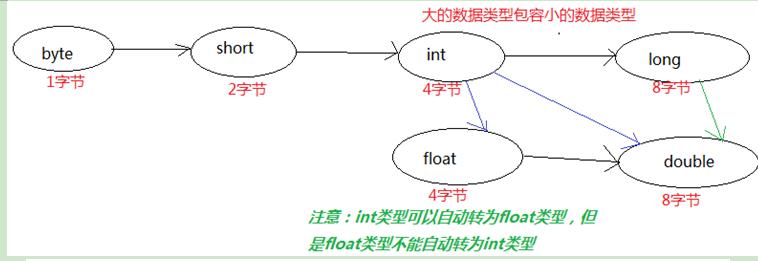 大的数据类型包容小的数据类型
byte
short
int
long
1字节
2字节
4字节
8字节
float
double
4字节
8字节
注意：int类型可以自动转为float类型，但
是float类型不能自动转为int类型